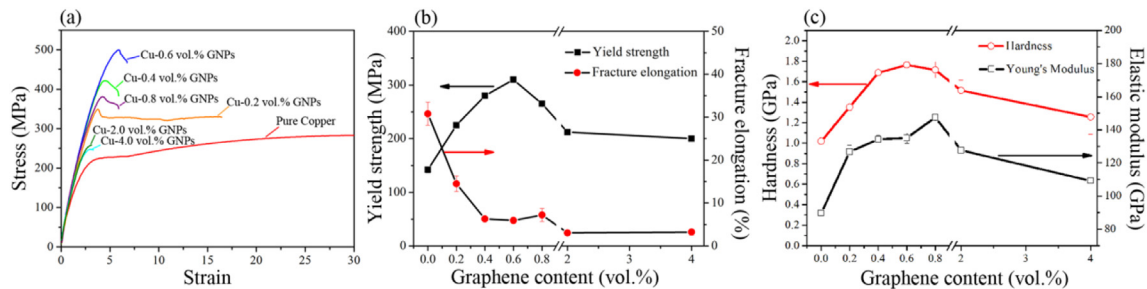 (a)
500
400
300
200
100
0
0
5
10
15
20
25
30
Stress (MPa)
Strain
Cu-0.6 vol.% GNPs
Cu-0.4 vol.% GNPs
Cu-0.8 vol.% GNPs
Cu-0.2 vol.% GNPs
Cu-2.0 vol.% GNPs
Cu-4.0 vol.% GNPs
Pure Copper
(b)
400
300
200
100
0
Yield strength (MPa)
Yield strength
Fracture elongation
50
40
30
20
10
0
Fracture elongation
(%)
0.0 0.2 0.4 0.6 0.8 2 3 4
Graphene content (vol.%)
(c)
2.0
1.8
1.6
1.4
1.2
1.0
0.8
0.6
0.4
0.2
0.0
Hardness (GPa)
Hardness
Young's Modulus
200
180
160
140
120
100
80
Elastic modulus (GPa)
0.0 0.2 0.4 0.6 0.8 2 3 4
Graphene content (vol.%)